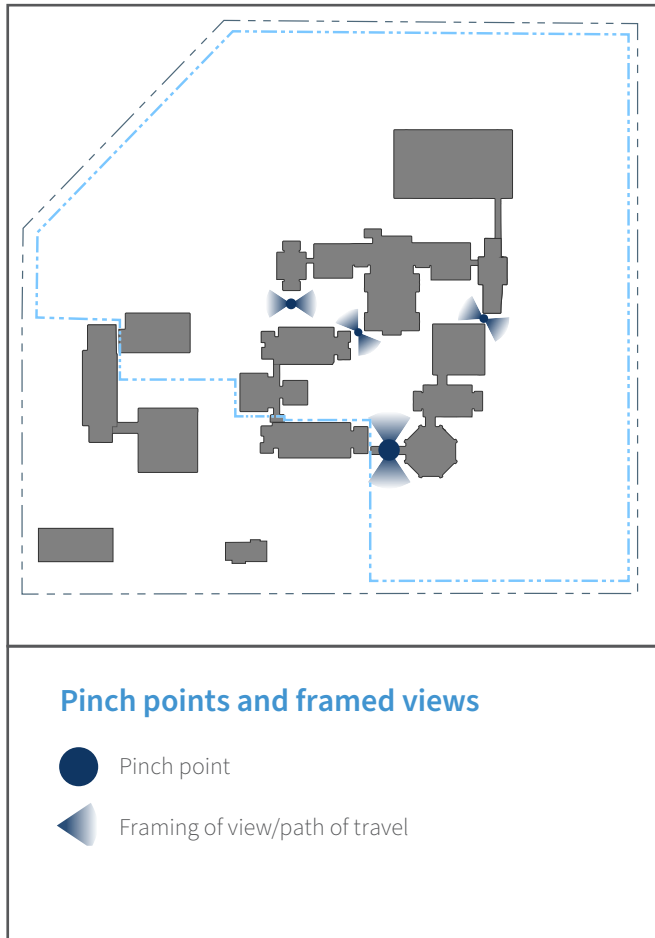 Pinch points and framed views
Pinch point
Framing of view/path of travel